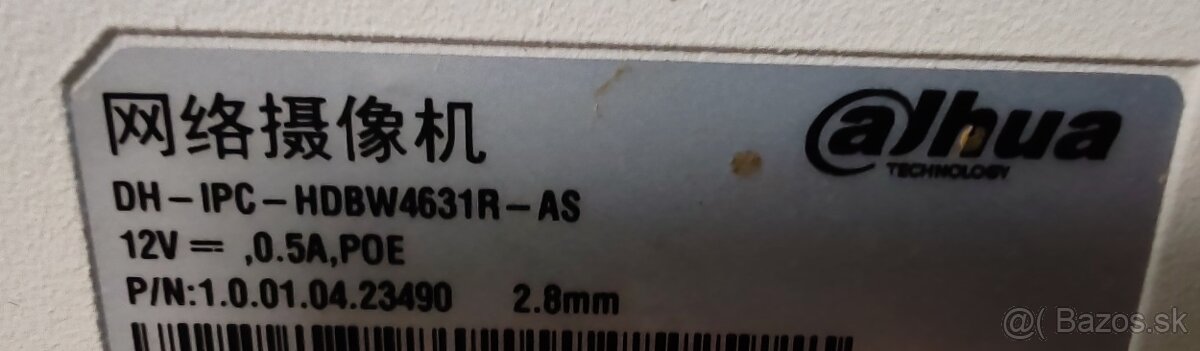 网络摄像机
alhua
TECHNOLOGY
DH-IPC-HDBW4631R-AS
12V ⎓ ,0.5A,POE
P/N:1.0.01.04.23490 2.8mm
@( Bazos.sk